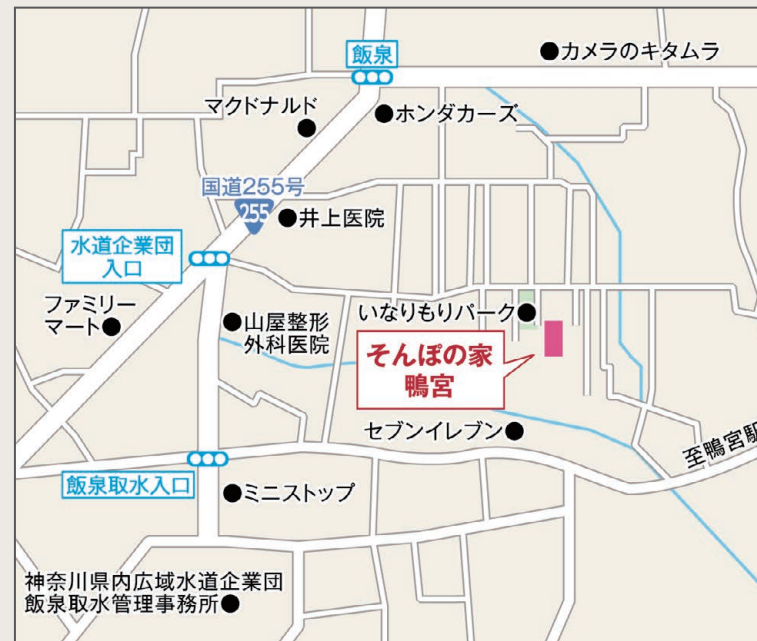 飯泉
カメラのキタムラ
マクドナルド
ホンダカーズ
国道255号
255
井上医院
水道企業団
入口
ファミリー
マート
山屋整形
外科医院
いなりもりパーク
そんぽの家
鴨宮
セブンイレブン
至鴨宮駅
飯泉取水入口
ミニストップ
神奈川県内広域水道企業団
飯泉取水管理事務所